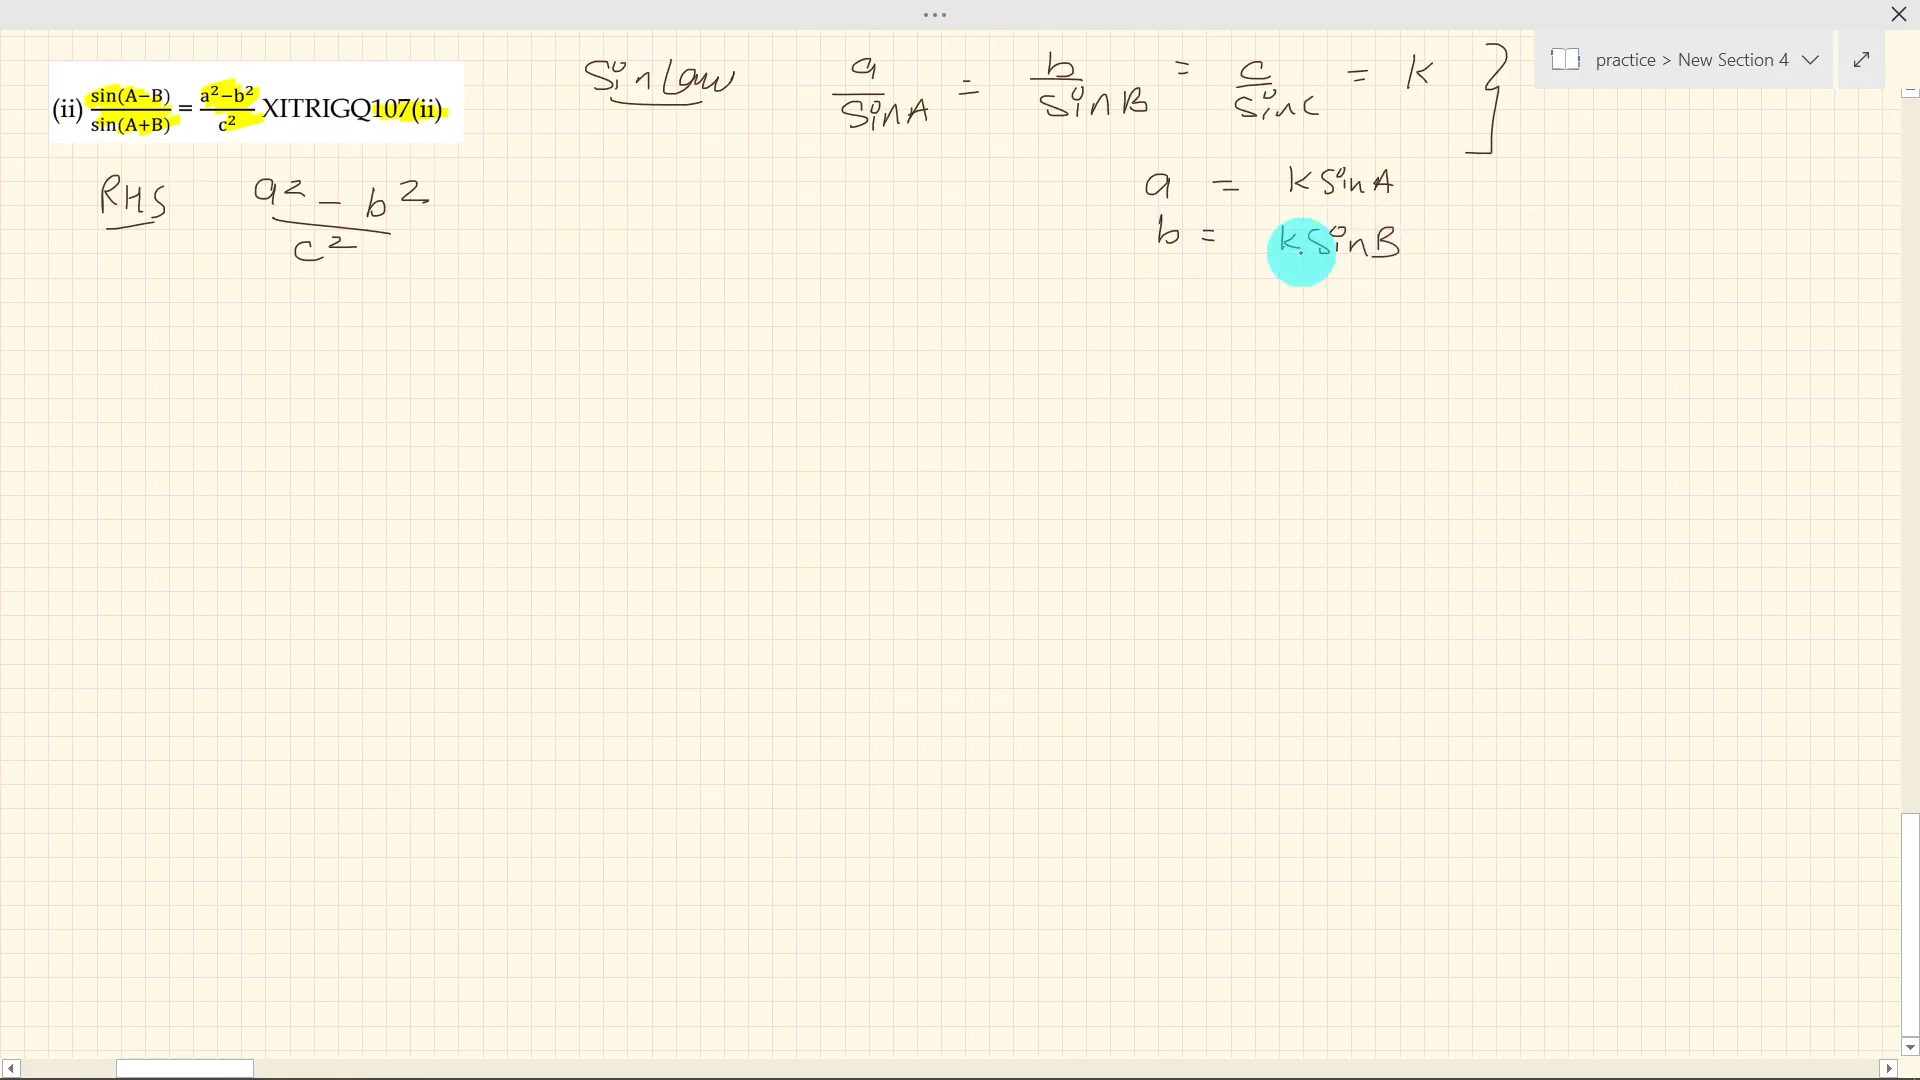 practice > New Section 4
(ii) sin(A−B)/sin(A+B) = a²−b²/c² XITRIGQ107(ii)
Sin Law a/SinA = b/SinB = c/SinC = K
RHS a² − b²/c²
a = KSinA
b = KSinB